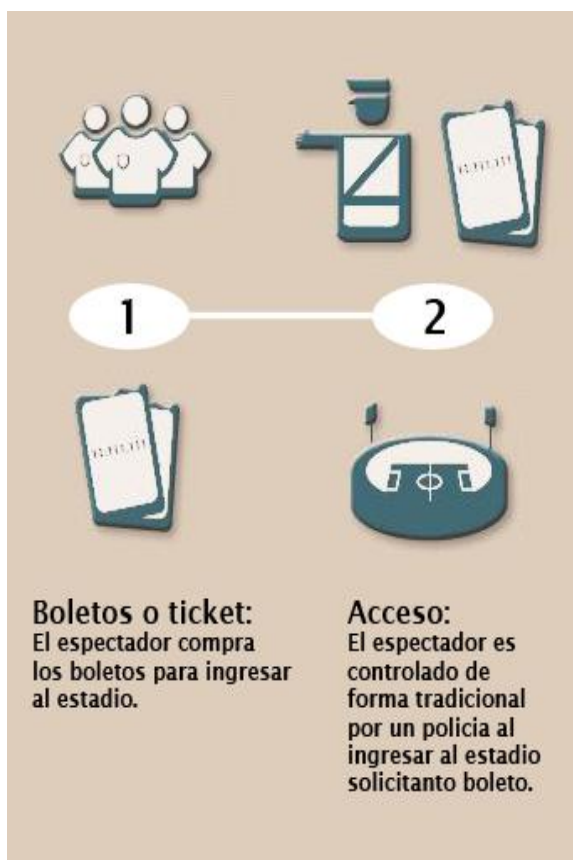 1
2
Boletos o ticket:
El espectador compra
los boletos para ingresar
al estadio.
Acceso:
El espectador es
controlado de
forma tradicional
por un policia al
ingresar al estadio
solicitanto boleto.